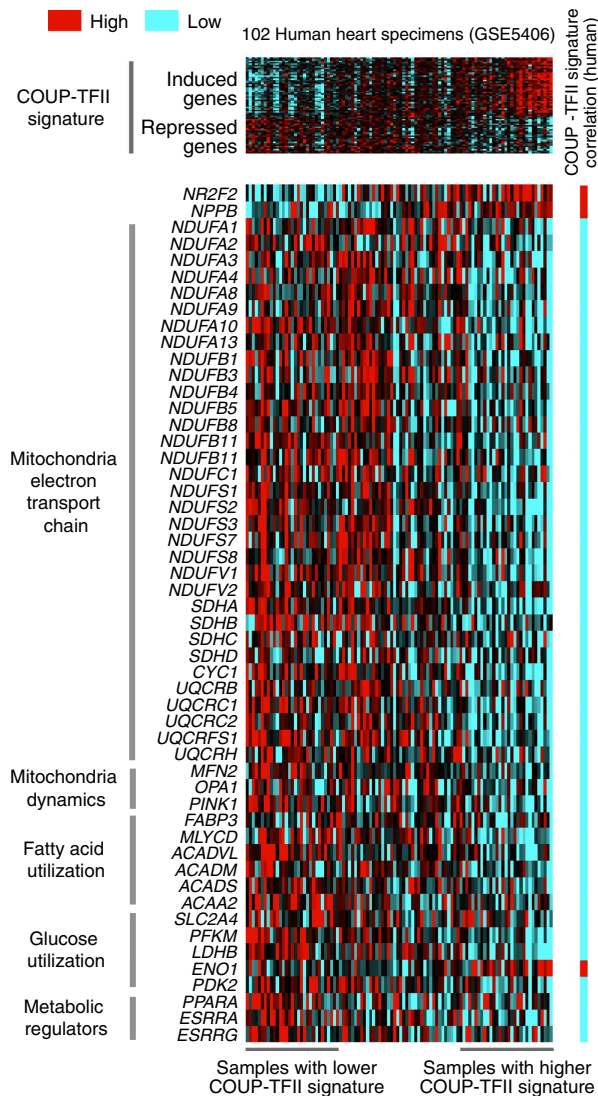 High
Low
102 Human heart specimens (GSE5406)
COUP -TFII signature
correlation (human)
COUP-TFII
signature
Induced
genes
Repressed
genes
NR2F2
NPPB
NDUFA1
NDUFA2
NDUFA3
NDUFA4
NDUFA8
NDUFA9
NDUFA10
NDUFA13
NDUFB1
NDUFB3
NDUFB4
NDUFB5
NDUFB8
NDUFB11
NDUFB11
NDUFC1
NDUFS1
NDUFS2
NDUFS3
NDUFS7
NDUFS8
NDUFV1
NDUFV2
SDHA
SDHB
SDHC
SDHD
CYC1
UQCRB
UQCRC1
UQCRC2
UQCRFS1
UQCRH
MFN2
OPA1
PINK1
FABP3
MLYCD
ACADVL
ACADM
ACADS
ACAA2
SLC2A4
PFKM
LDHB
ENO1
PDK2
PPARA
ESRRA
ESRRG
Mitochondria
electron
transport
chain
Mitochondria
dynamics
Fatty acid
utilization
Glucose
utilization
Metabolic
regulators
Samples with lower
COUP-TFII signature
Samples with higher
COUP-TFII signature